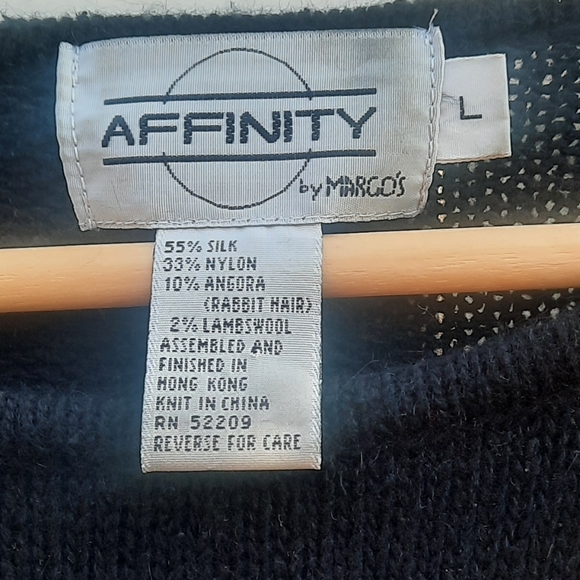 AFFINITY
by MARGO'S
L
55% SILK
33% NYLON
10% ANGORA
(RABBIT HAIR)
2% LAMBSWOOL
ASSEMBLED AND
FINISHED IN
HONG KONG
KNIT IN CHINA
RN 52209
REVERSE FOR CARE